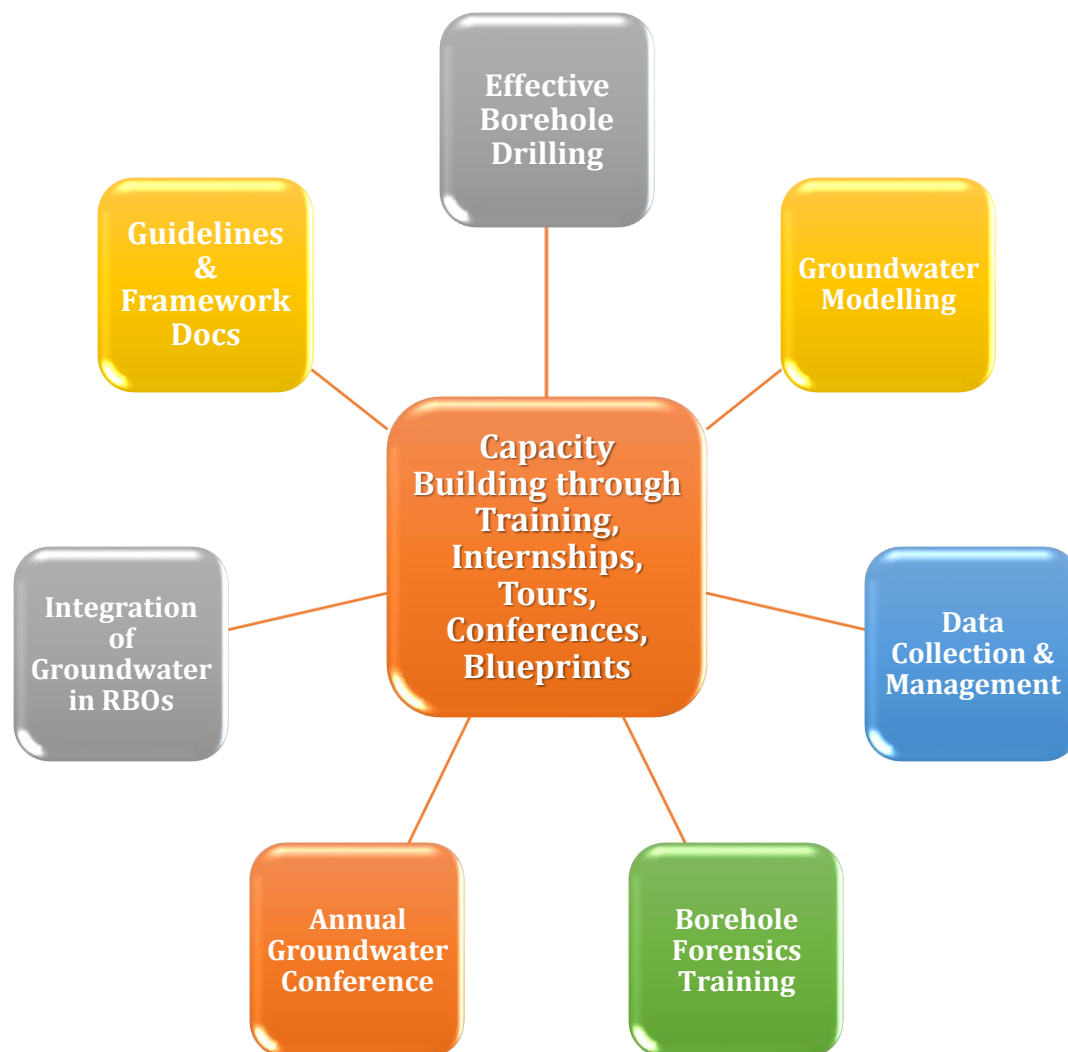 Effective
Borehole
Drilling
Guidelines
&
Framework
Docs
Groundwater
Modelling
Capacity
Building through
Training,
Internships,
Tours,
Conferences,
Blueprints
Integration
of
Groundwater
in RBOs
Data
Collection &
Management
Annual
Groundwater
Conference
Borehole
Forensics
Training